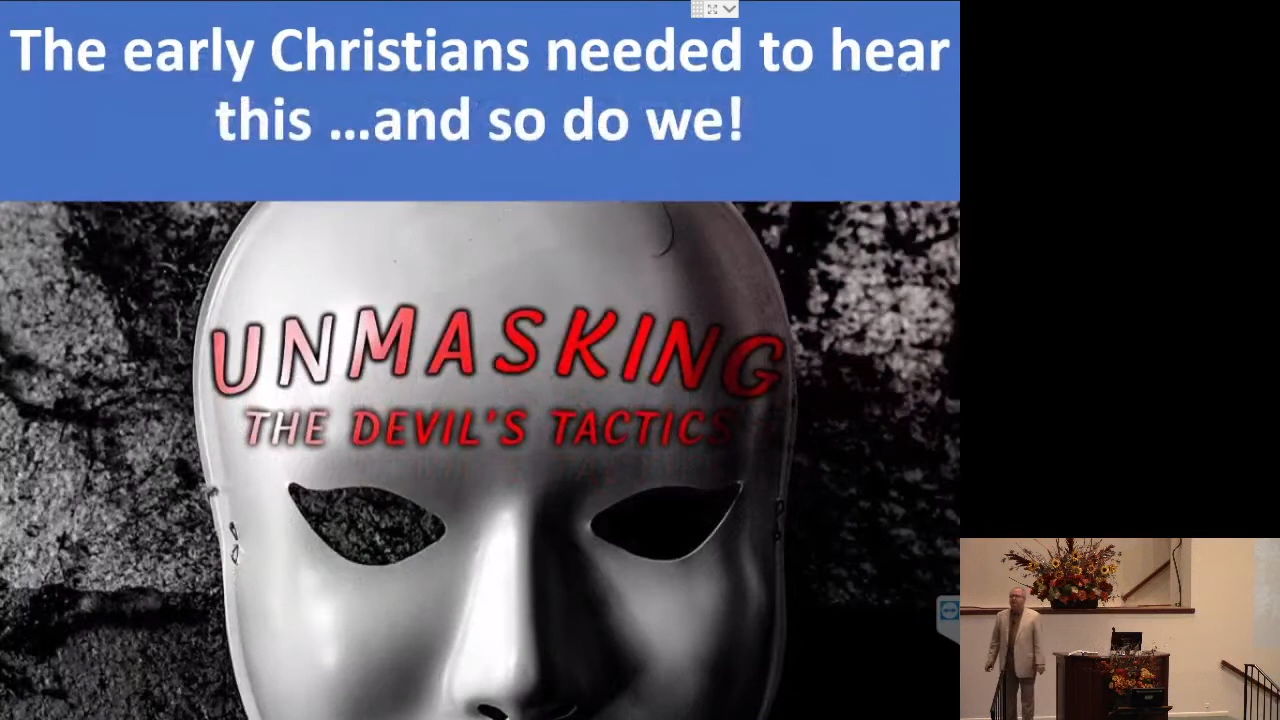 The early Christians needed to hear
this ...and so do we!
UNMASKING
THE DEVIL'S TACTICS